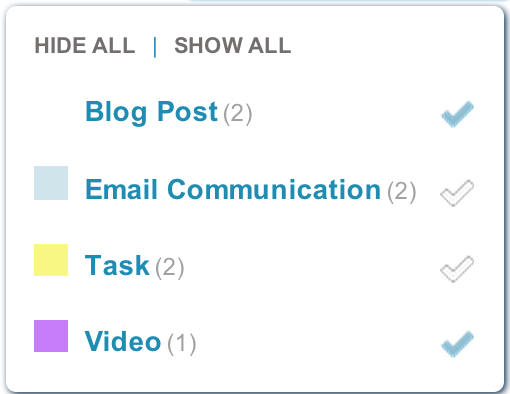 HIDE ALL | SHOW ALL
Blog Post (2)
Email Communication (2)
Task (2)
Video (1)